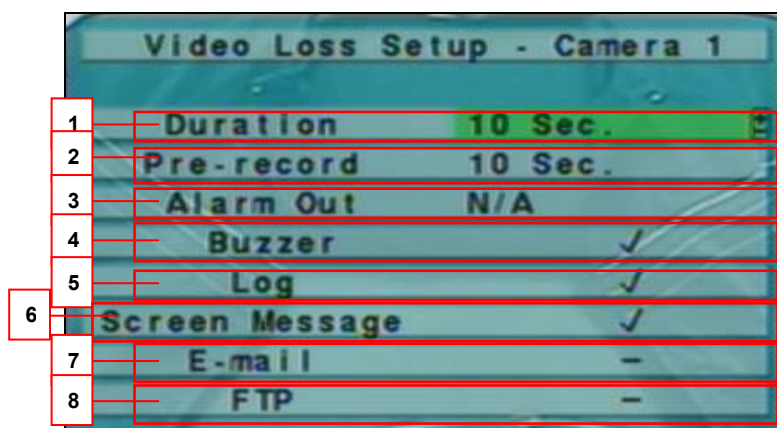 Video Loss Setup - Camera 1
1 Duration 10 Sec.
2 Pre-record 10 Sec.
3 Alarm Out N/A
4 Buzzer ✓
5 Log ✓
6 Screen Message ✓
7 E-mail –
8 FTP –